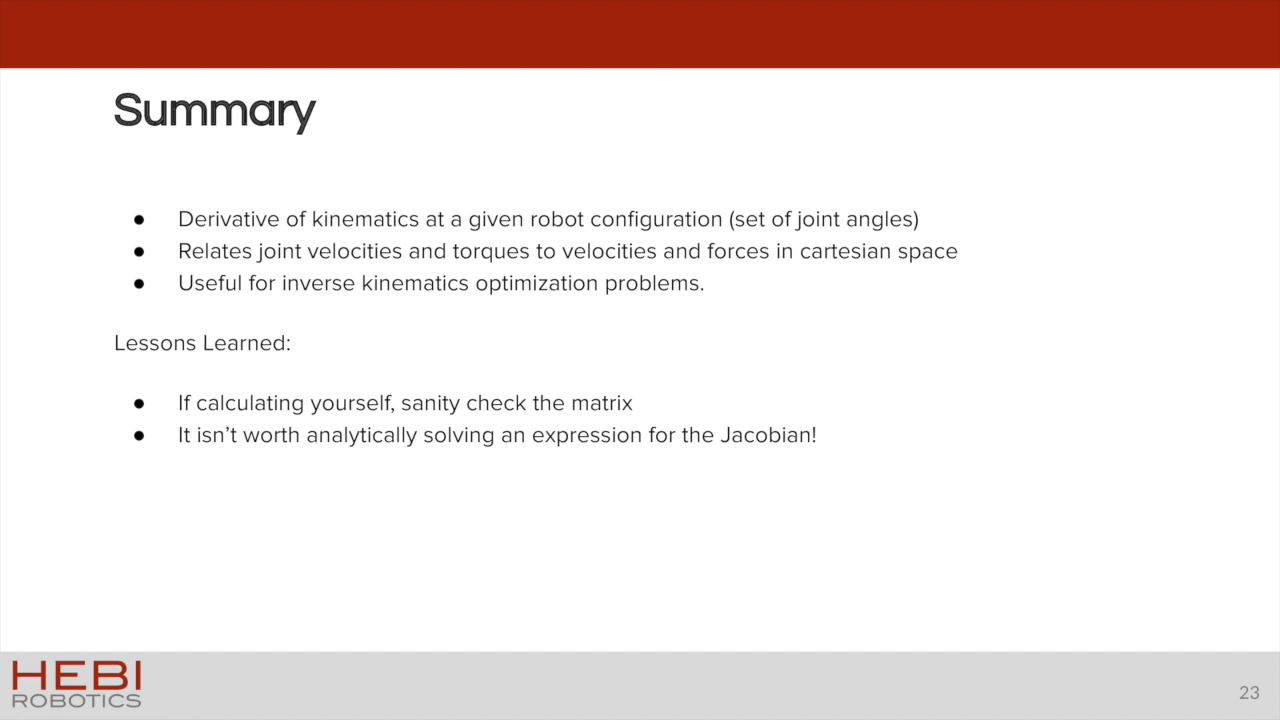 Summary
● Derivative of kinematics at a given robot configuration (set of joint angles)
● Relates joint velocities and torques to velocities and forces in cartesian space
● Useful for inverse kinematics optimization problems.
Lessons Learned:
● If calculating yourself, sanity check the matrix
● It isn’t worth analytically solving an expression for the Jacobian!
HEBI
ROBOTICS
23